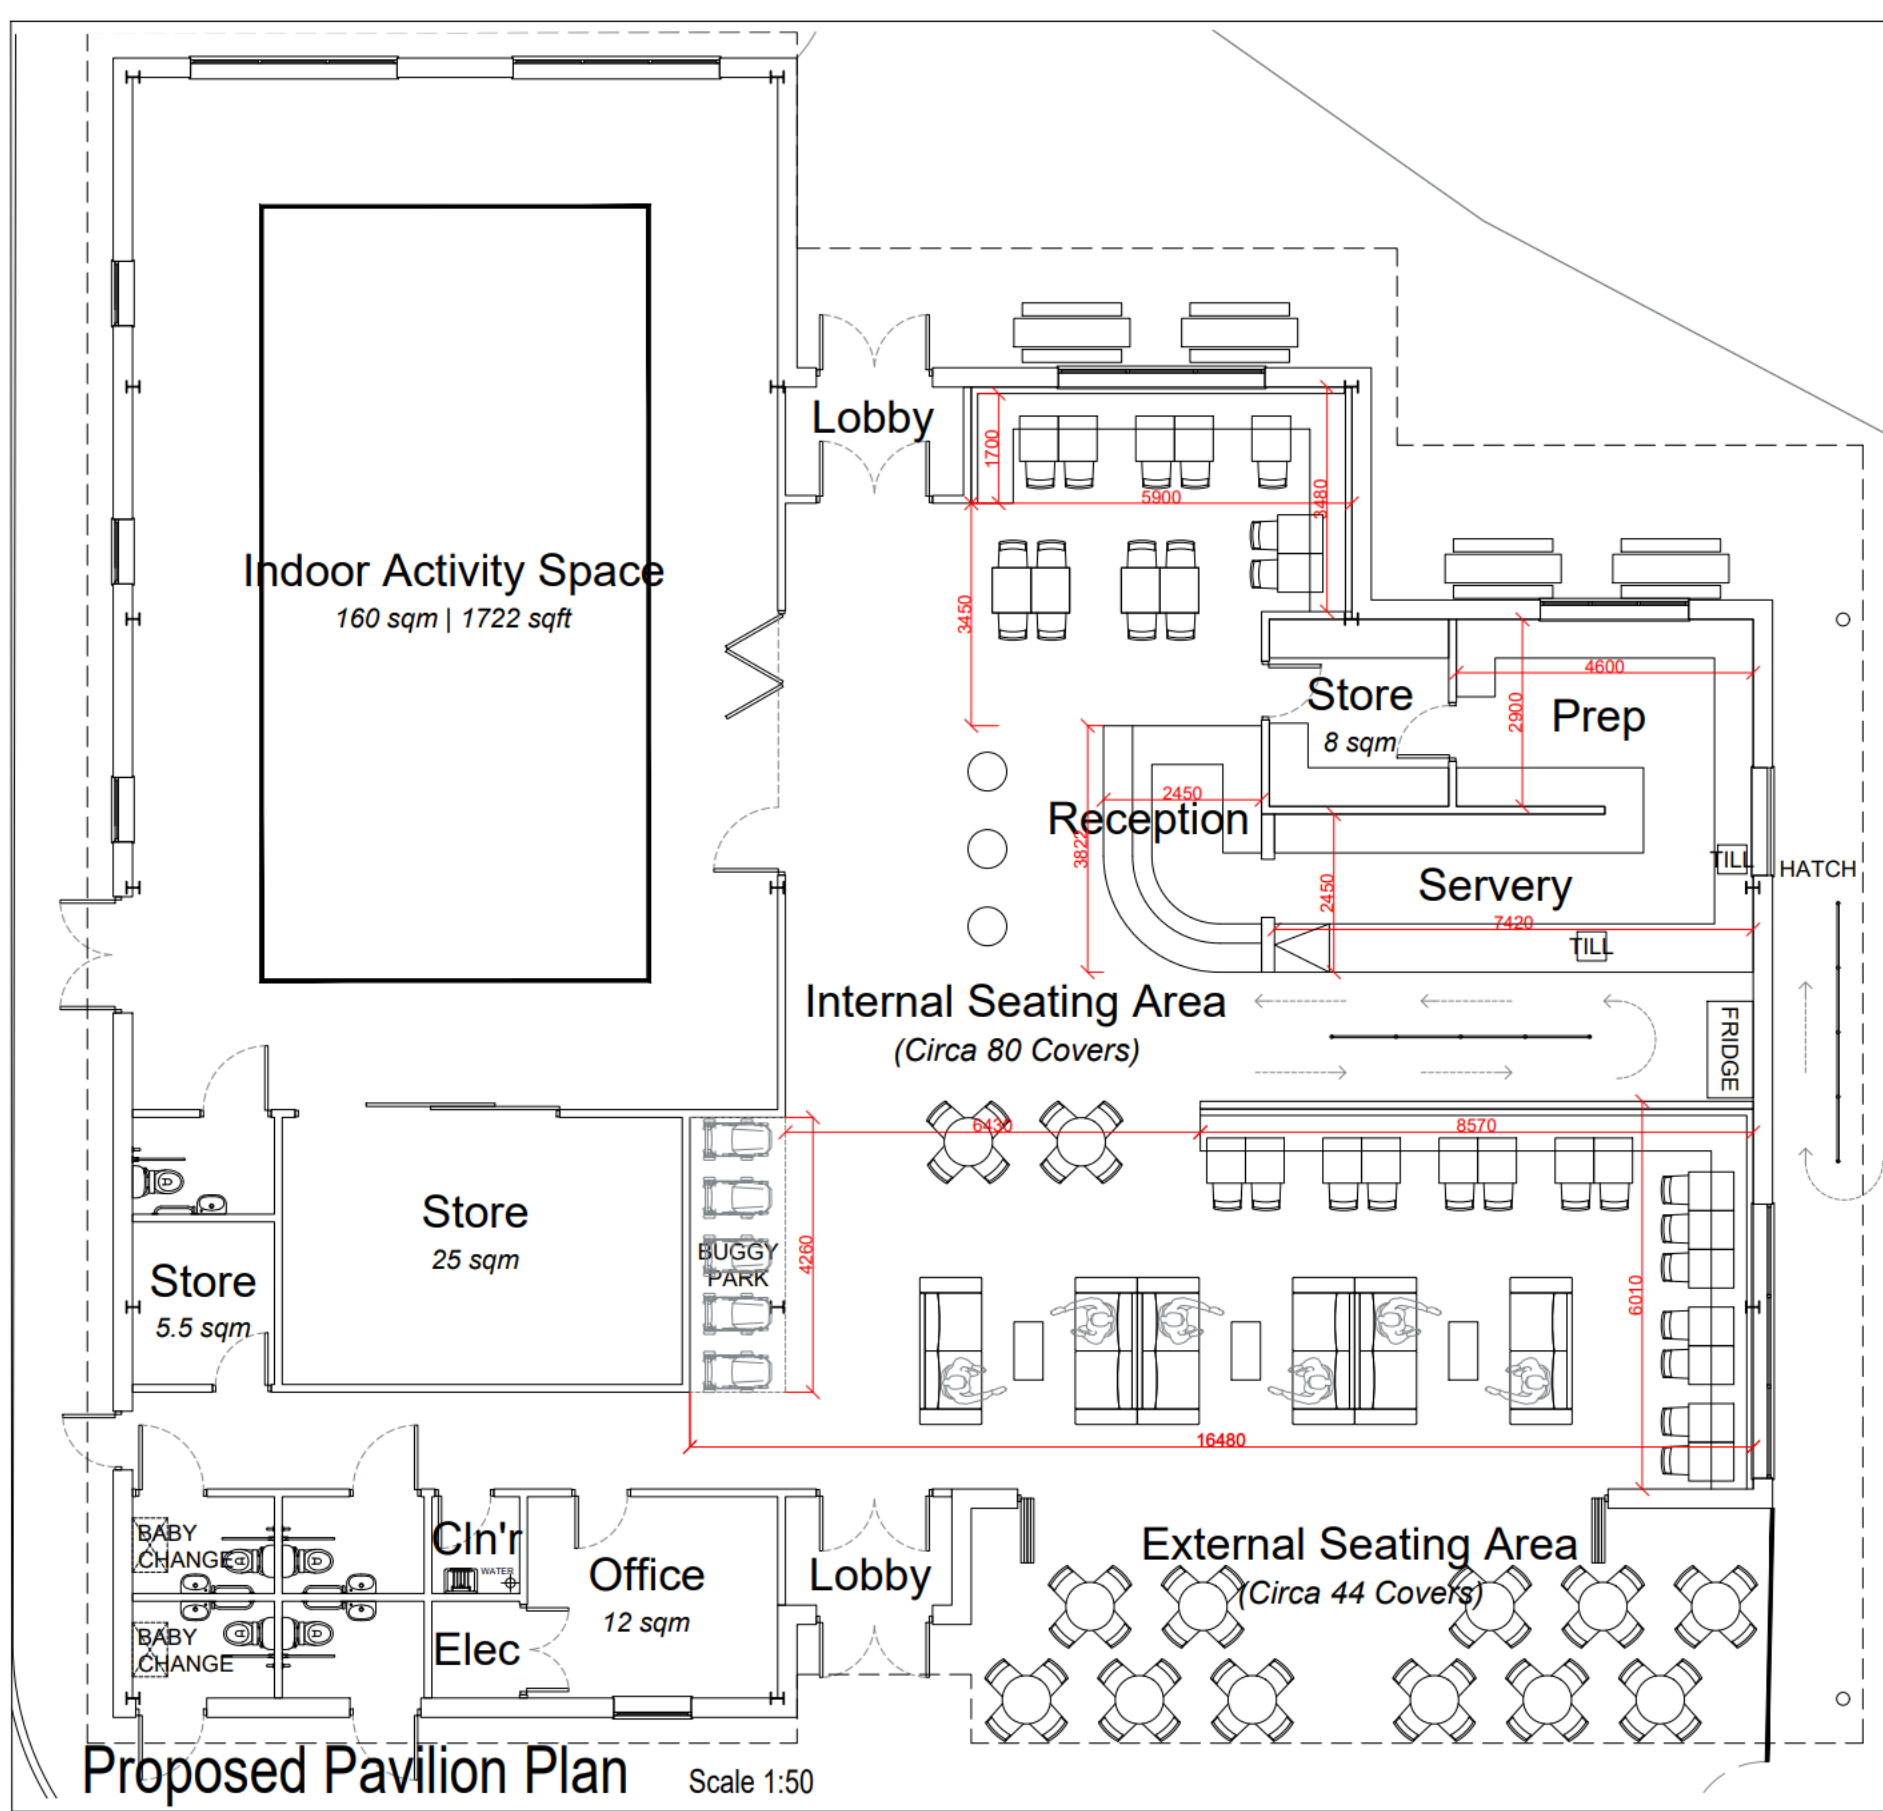 Lobby
1700
5900
3480
Indoor Activity Space
160 sqm | 1722 sqft
3450
4600
Store
8 sqm
2900
Prep
2450
Reception
3822
TILL
HATCH
2450
Servery
7420
TILL
Internal Seating Area
(Circa 80 Covers)
FRIDGE
6430
8570
Store
25 sqm
BUGGY
PARK
4260
Store
5.5 sqm
6010
16480
BABY
CHANGE
Cln'r
WATER
Office
12 sqm
Lobby
External Seating Area
(Circa 44 Covers)
BABY
CHANGE
Elec
Proposed Pavilion Plan
Scale 1:50